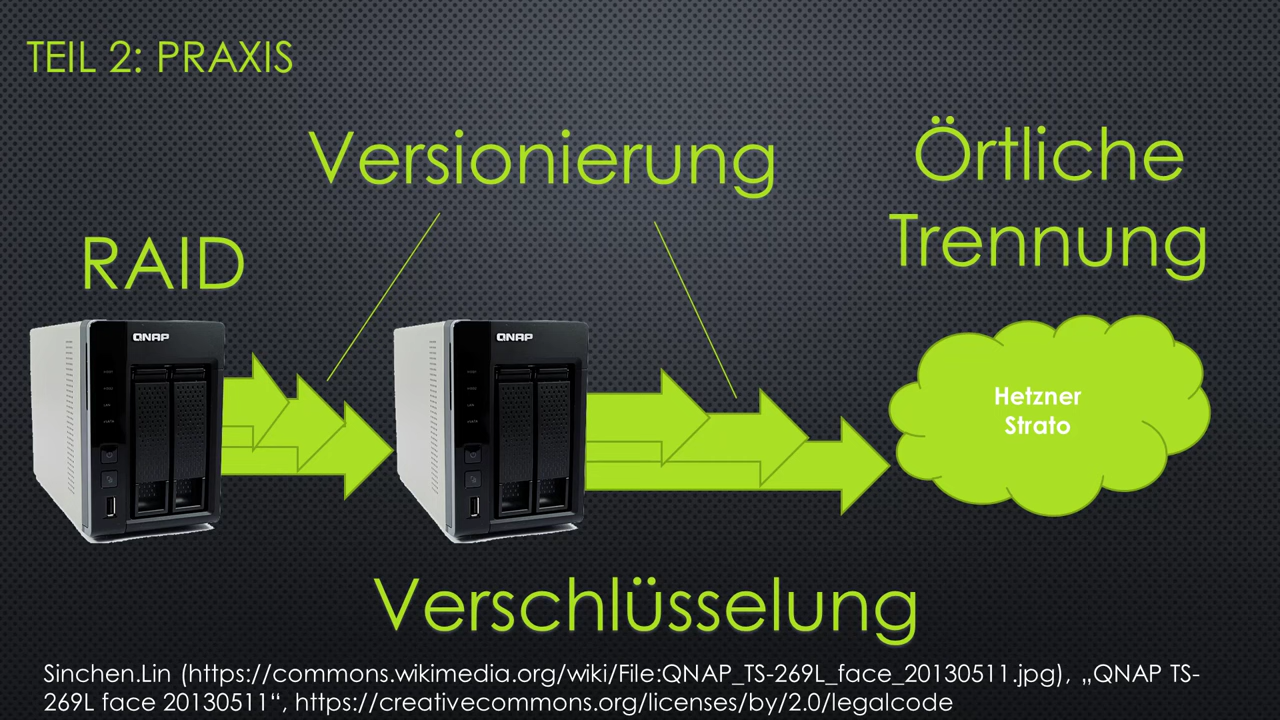 TEIL 2: PRAXIS
Versionierung
Örtliche
Trennung
RAID
QNAP
QNAP
Hetzner
Strato
Verschlüsselung
Sinchen.Lin (https://commons.wikimedia.org/wiki/File:QNAP_TS-269L_face_20130511.jpg), „QNAP TS-
269L face 20130511“, https://creativecommons.org/licenses/by/2.0/legalcode